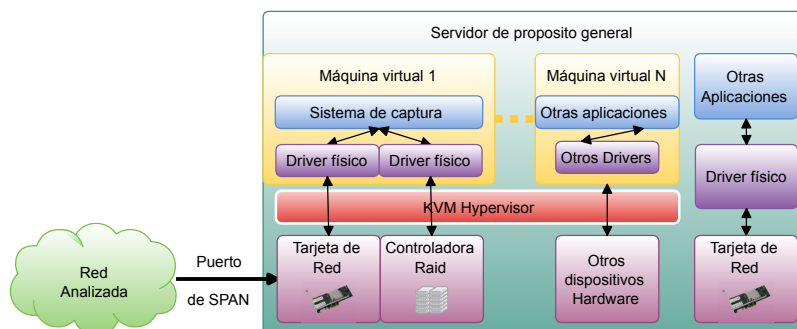 Servidor de proposito general
Máquina virtual 1
Máquina virtual N
Otras
Aplicaciones
Sistema de captura
Otras aplicaciones
Driver físico
Driver físico
Otros Drivers
Driver físico
KVM Hypervisor
Red
Analizada
Puerto
de SPAN
Tarjeta de
Red
Controladora
Raid
Otros
dispositivos
Hardware
Tarjeta de
Red